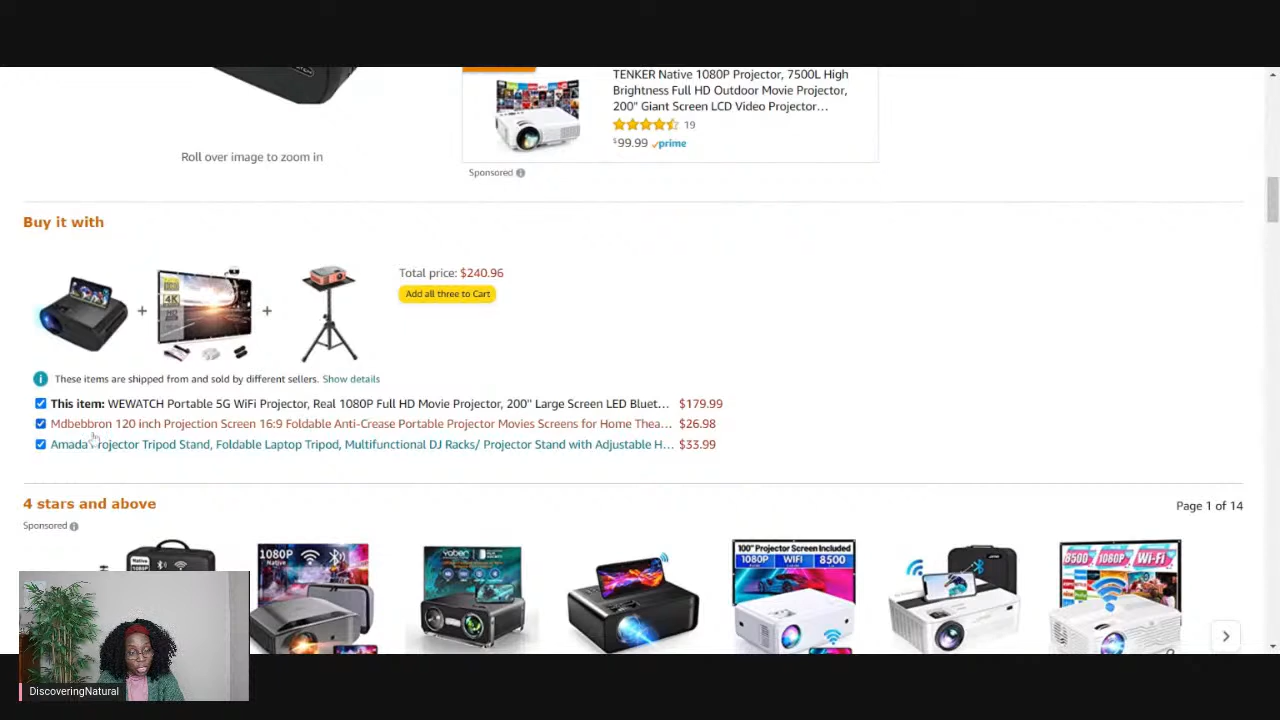 TENKER Native 1080P Projector, 7500L High
Brightness Full HD Outdoor Movie Projector,
200" Giant Screen LCD Video Projector…
19
$99.99 prime
Roll over image to zoom in
Sponsored
Buy it with
4K
Total price: $240.96
Add all three to Cart
These items are shipped from and sold by different sellers. Show details
This item: WEWATCH Portable 5G WiFi Projector, Real 1080P Full HD Movie Projector, 200" Large Screen LED Bluet… $179.99
Mdbebbron 120 inch Projection Screen 16:9 Foldable Anti-Crease Portable Projector Movies Screens for Home Thea… $26.98
Amada Projector Tripod Stand, Foldable Laptop Tripod, Multifunctional DJ Racks/ Projector Stand with Adjustable H… $33.99
4 stars and above
Page 1 of 14
Sponsored
1080P
Native
yaber
100" Projector Screen Included
1080P WIFI 8500
8500 1080P Wi-Fi
DiscoveringNatural